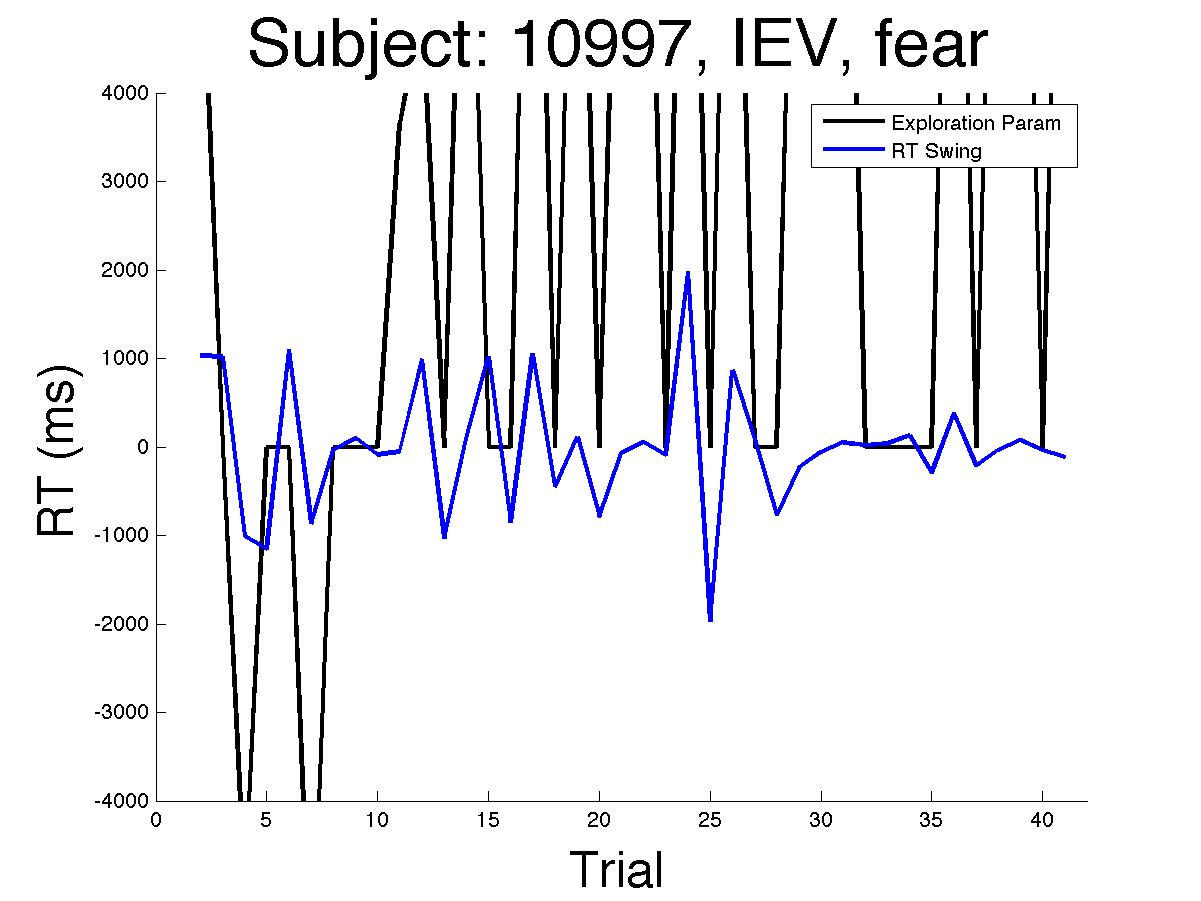 Subject: 10997, IEV, fear
4000
3000
2000
1000
0
-1000
-2000
-3000
-4000
RT (ms)
Exploration Param
RT Swing
0 5 10 15 20 25 30 35 40
Trial